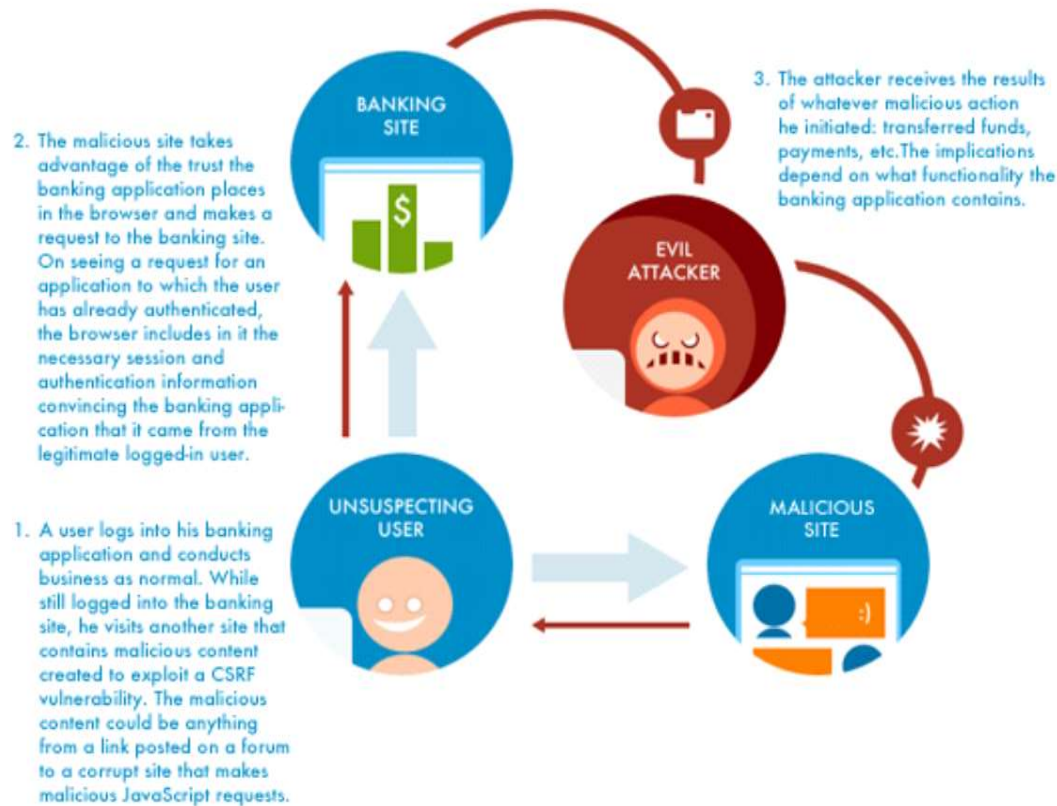 BANKING
SITE
$
3. The attacker receives the results
of whatever malicious action
he initiated: transferred funds,
payments, etc.The implications
depend on what functionality the
banking application contains.
2. The malicious site takes
advantage of the trust the
banking application places
in the browser and makes a
request to the banking site.
On seeing a request for an
application to which the user
has already authenticated,
the browser includes in it the
necessary session and
authentication information
convincing the banking appli-
cation that it came from the
legitimate logged-in user.
EVIL
ATTACKER
UNSUSPECTING
USER
MALICIOUS
SITE
:)
1. A user logs into his banking
application and conducts
business as normal. While
still logged into the banking
site, he visits another site that
contains malicious content
created to exploit a CSRF
vulnerability. The malicious
content could be anything
from a link posted on a forum
to a corrupt site that makes
malicious JavaScript requests.